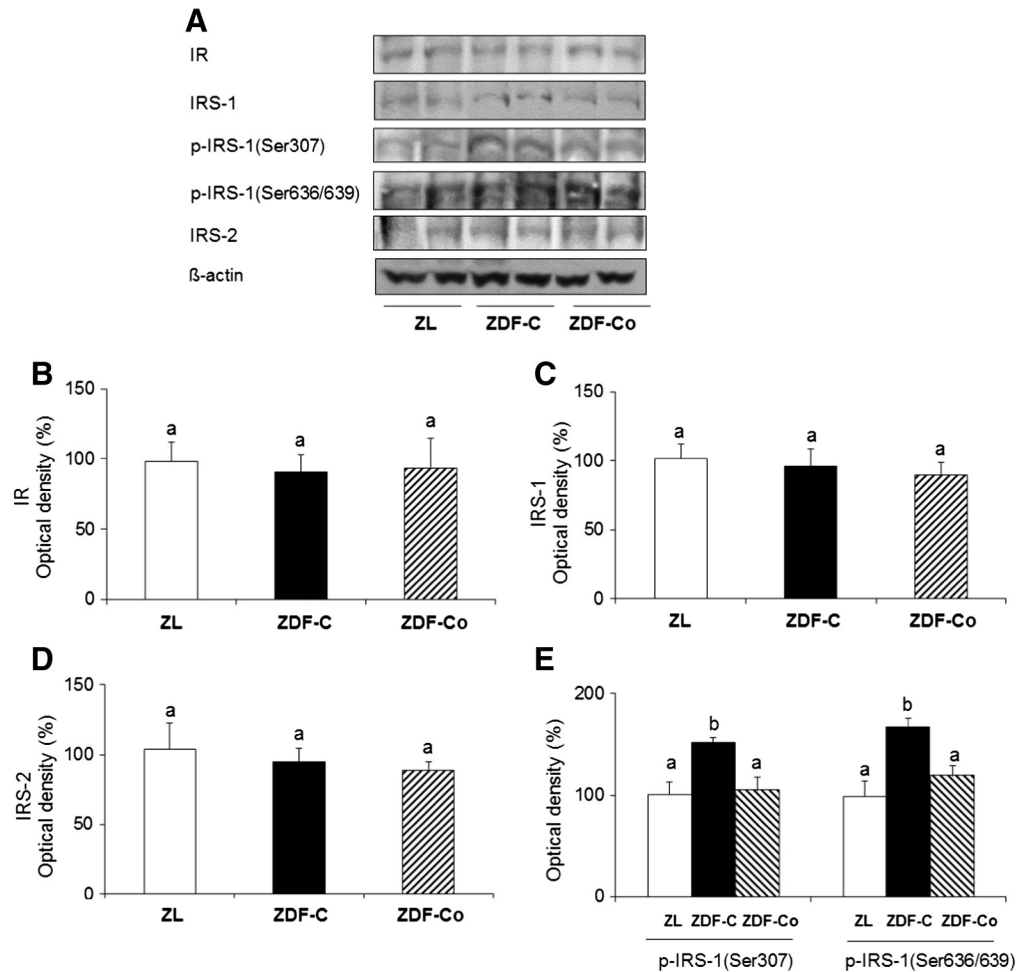 A
IR
IRS-1
p-IRS-1(Ser307)
p-IRS-1(Ser636/639)
IRS-2
ß-actin
ZL ZDF-C ZDF-Co
B
IR
Optical density (%)
150
100
50
0
a a a
ZL ZDF-C ZDF-Co
C
IRS-1
Optical density (%)
150
100
50
0
a a a
ZL ZDF-C ZDF-Co
D
IRS-2
Optical density (%)
150
100
50
0
a a a
ZL ZDF-C ZDF-Co
E
Optical density (%)
200
100
0
a b a a b a
ZL ZDF-C ZDF-Co ZL ZDF-C ZDF-Co
p-IRS-1(Ser307) p-IRS-1(Ser636/639)